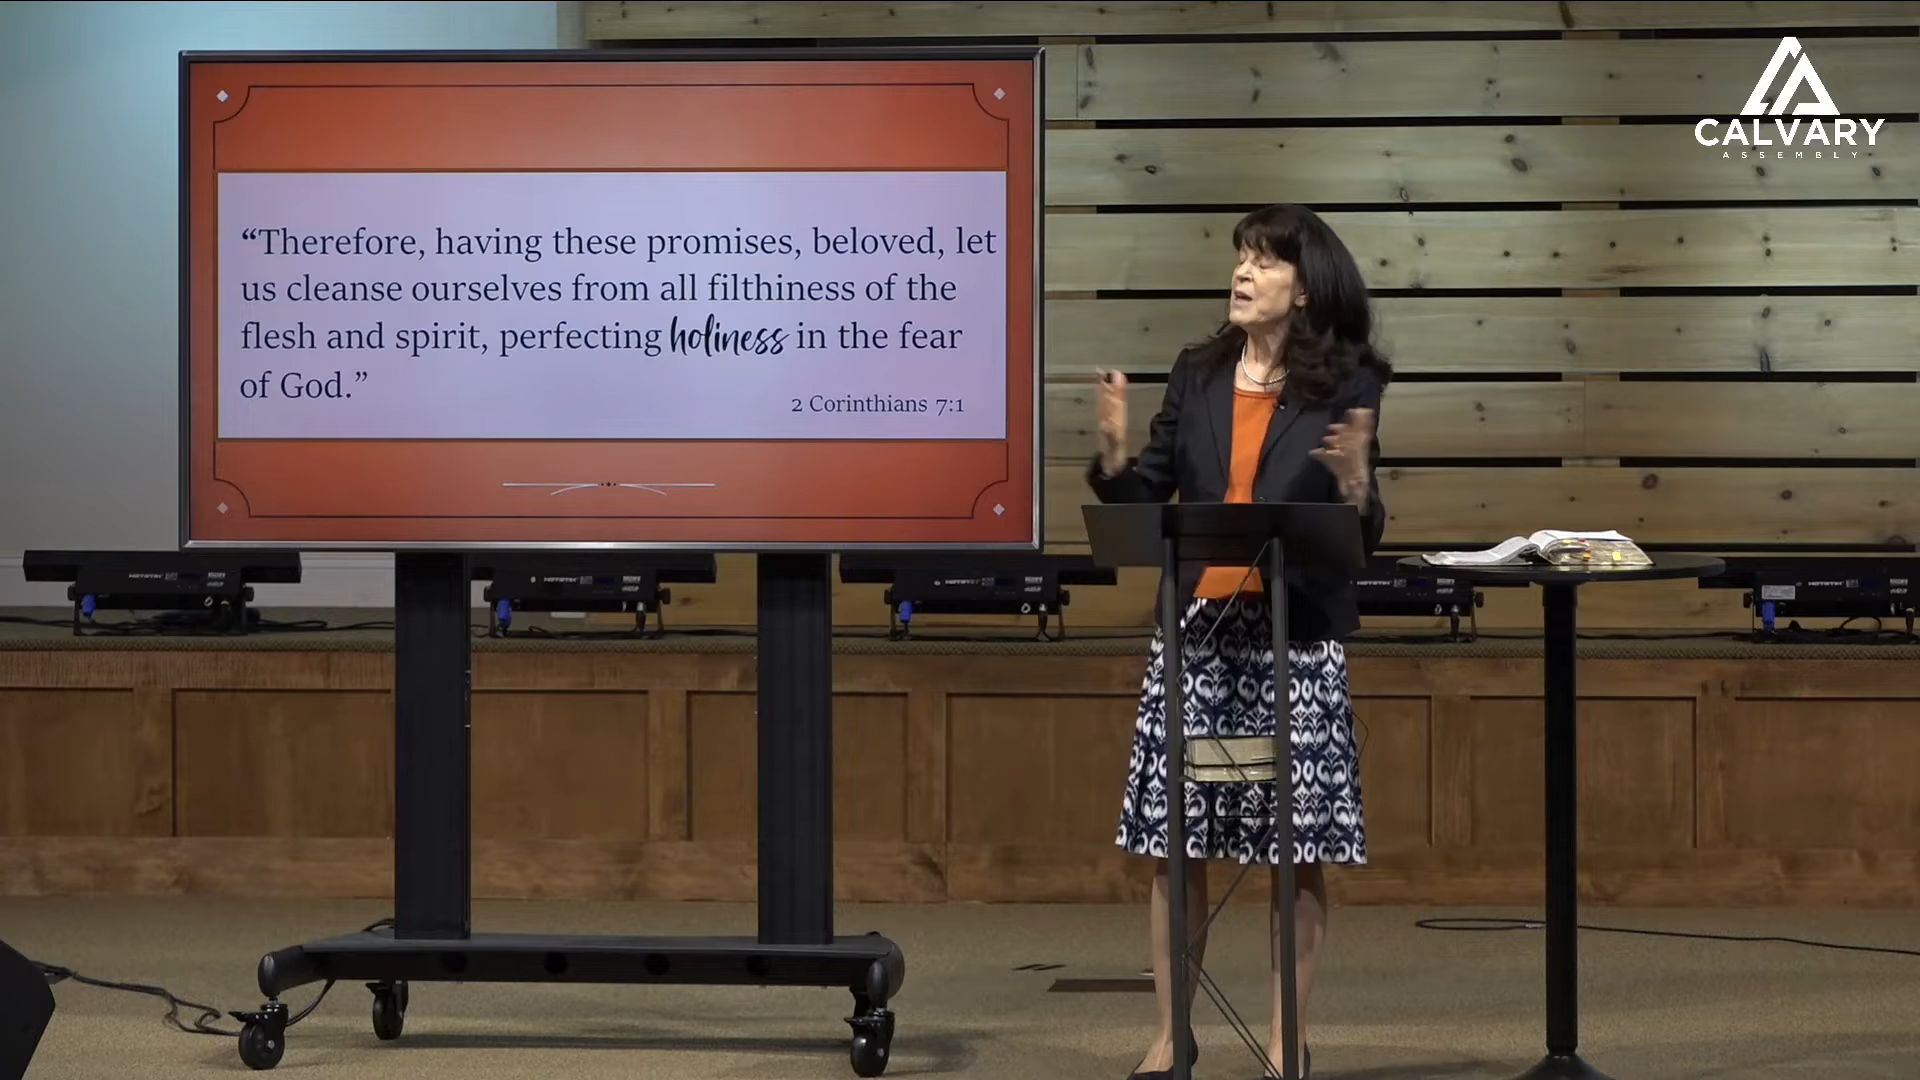 “Therefore, having these promises, beloved, let
us cleanse ourselves from all filthiness of the
flesh and spirit, perfecting holiness in the fear
of God.”
2 Corinthians 7:1
CALVARY
ASSEMBLY